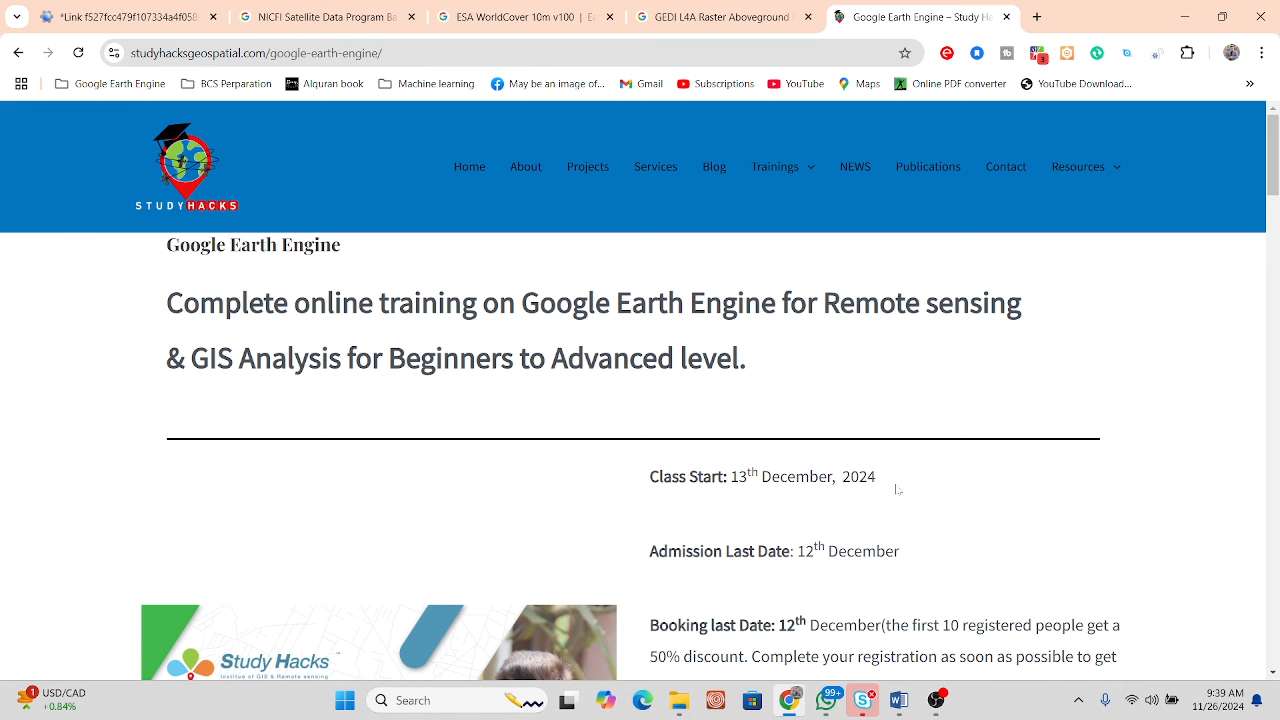 *Link f527cc07334a4f058
NICFI Satellite Data Program Ba
ESA WorldCover 10m v100 | Ea
GEDI L4A Raster Aboveground B
Google Earth Engine – Study Ha
studyhacksgeospatial.com/google-earth-engine/
3
Google Earth Engine
BCS Perparation
Alquran book
Machine learning
May be an image of...
Gmail
Subscriptions
YouTube
Maps
Online PDF converter
YouTube Download...
STUDYHACKS
Home
About
Projects
Services
Blog
Trainings
NEWS
Publications
Contact
Resources
Google Earth Engine
Complete online training on Google Earth Engine for Remote sensing
& GIS Analysis for Beginners to Advanced level.
Class Start: 13th December, 2024
Admission Last Date: 12th December
Booking last Date: 12th December(the first 10 registered people get a
50% discount. Complete your registration as soon as possible to get
Study Hacks
Institue of GIS & Remote sensing
1
USD/CAD
+0.84%
Search
99+
9:39 AM
11/26/2024